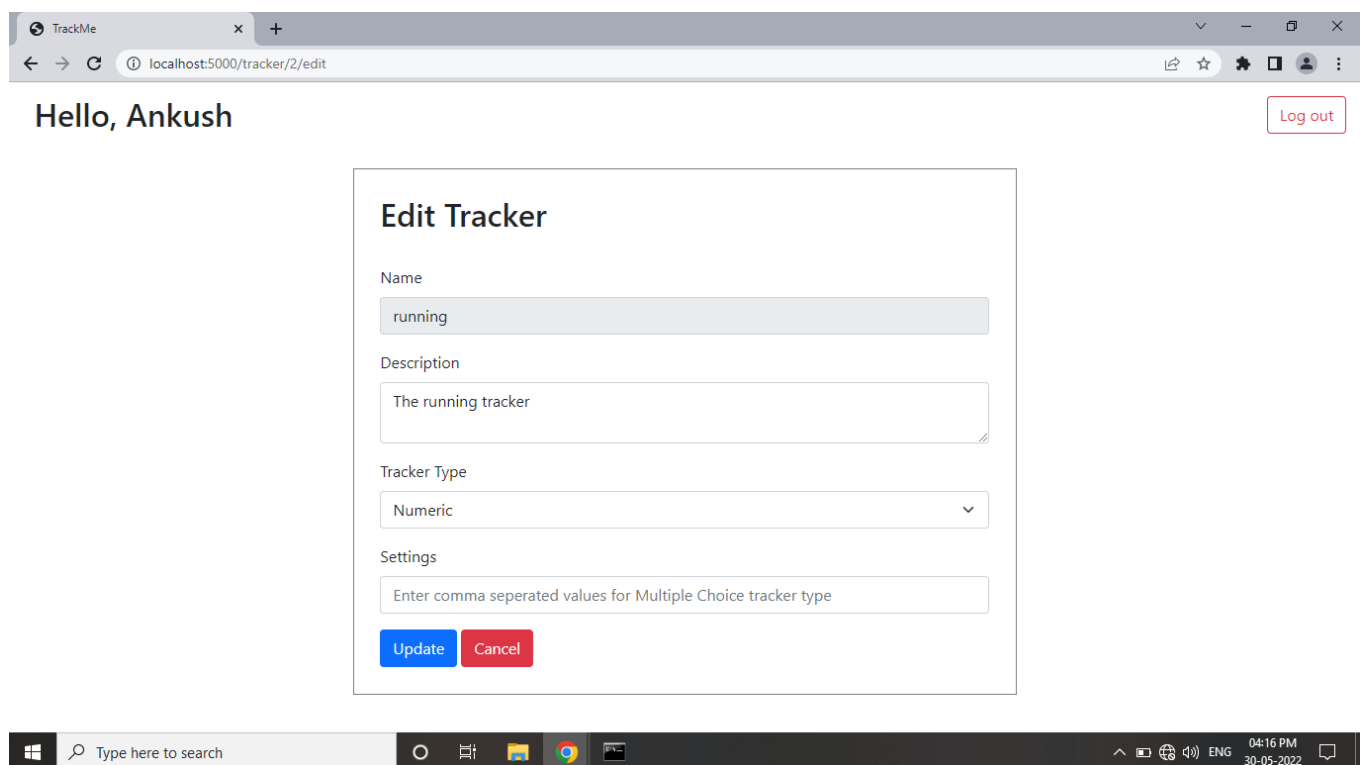 TrackMe
localhost:5000/tracker/2/edit
Hello, Ankush
Log out
Edit Tracker
Name
running
Description
The running tracker
Tracker Type
Numeric
Settings
Enter comma seperated values for Multiple Choice tracker type
Update Cancel
Type here to search
ENG
04:16 PM
30-05-2022